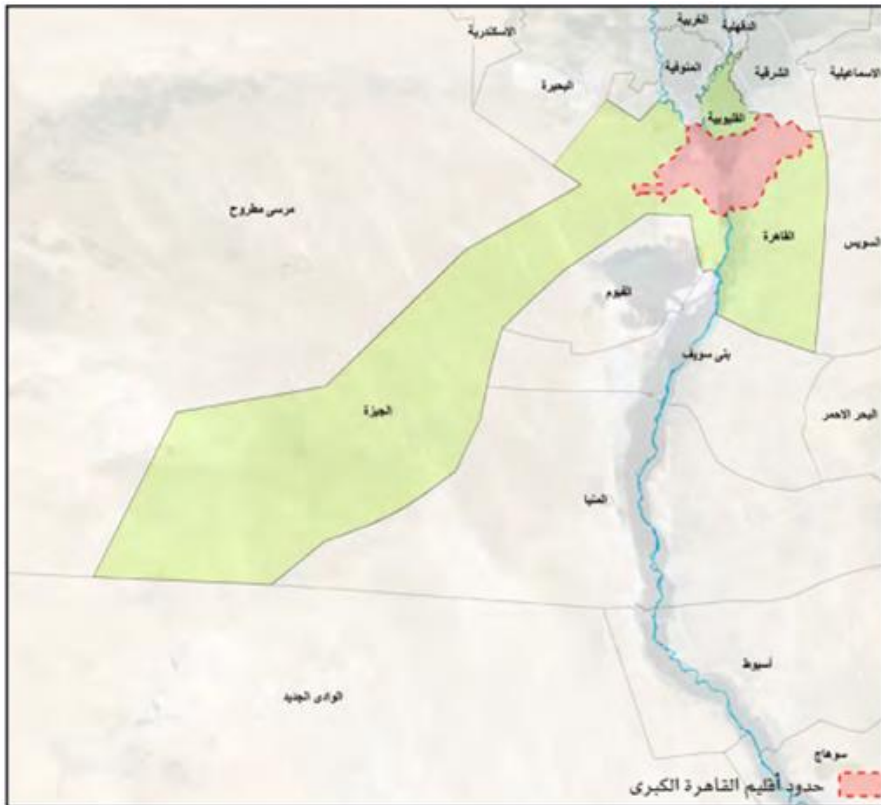 الدقهلية
الغربية
الاسكندرية
المنوفية
الشرقية
الاسماعيلية
البحيرة
القليوبية
مرسى مطروح
القاهرة
السويس
الفيوم
بنى سويف
الجيزة
البحر الاحمر
المنيا
أسيوط
الوادى الجديد
سوهاج
حدود أقليم القاهرة الكبرى